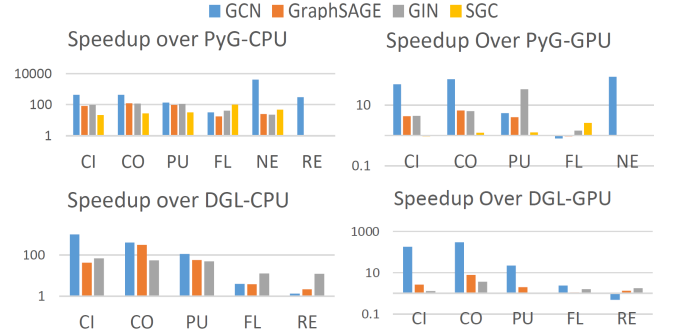 GCN GraphSAGE GIN SGC
Speedup over PyG-CPU
10000
100
1
CI CO PU FL NE RE
Speedup Over PyG-GPU
10
0.1
CI CO PU FL NE
Speedup over DGL-CPU
100
1
CI CO PU FL RE
Speedup Over DGL-GPU
1000
10
0.1
CI CO PU FL RE